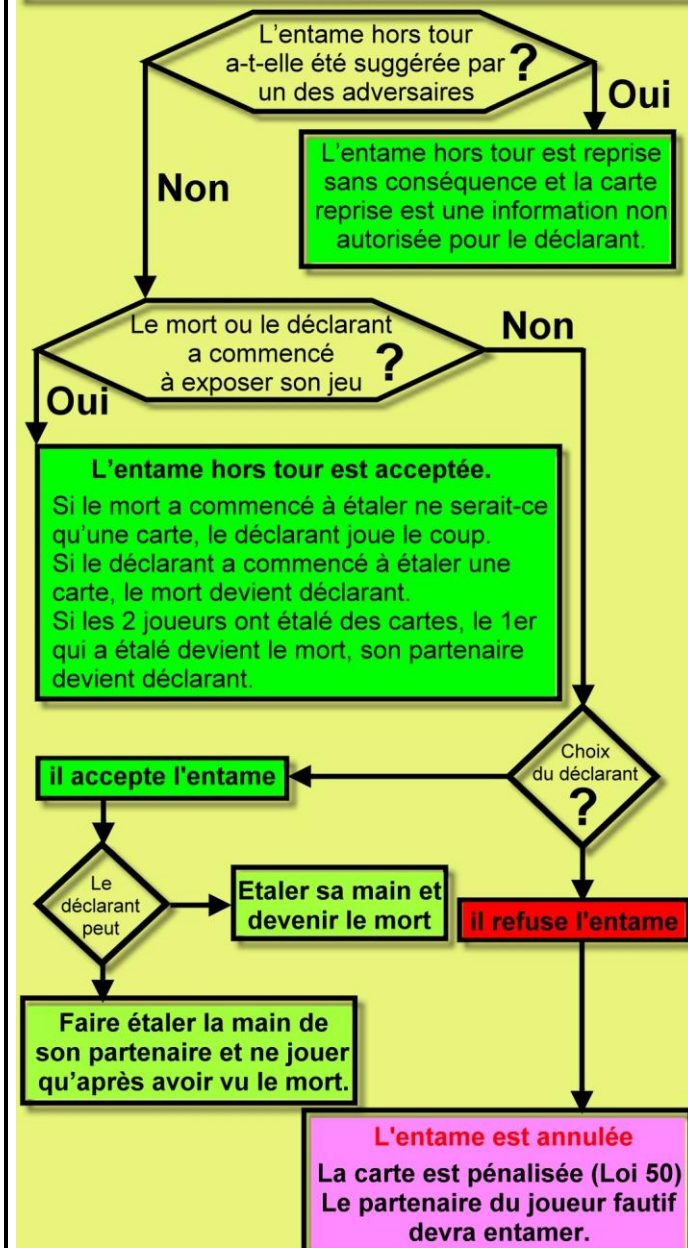 L'entame hors tour
a-t-elle été suggérée par
un des adversaires
?
Oui
L'entame hors tour est reprise
sans conséquence et la carte
reprise est une information non
autorisée pour le déclarant.
Non
Le mort ou le déclarant
a commencé
à exposer son jeu
?
Non
Oui
L'entame hors tour est acceptée.
Si le mort a commencé à étaler ne serait-ce
qu'une carte, le déclarant joue le coup.
Si le déclarant a commencé à étaler une
carte, le mort devient déclarant.
Si les 2 joueurs ont étalé des cartes, le 1er
qui a étalé devient le mort, son partenaire
devient déclarant.
Choix
du déclarant
?
il accepte l'entame
Le
déclarant
peut
Etaler sa main et
devenir le mort
il refuse l'entame
Faire étaler la main de
son partenaire et ne jouer
qu'après avoir vu le mort.
L'entame est annulée
La carte est pénalisée (Loi 50)
Le partenaire du joueur fautif
devra entamer.